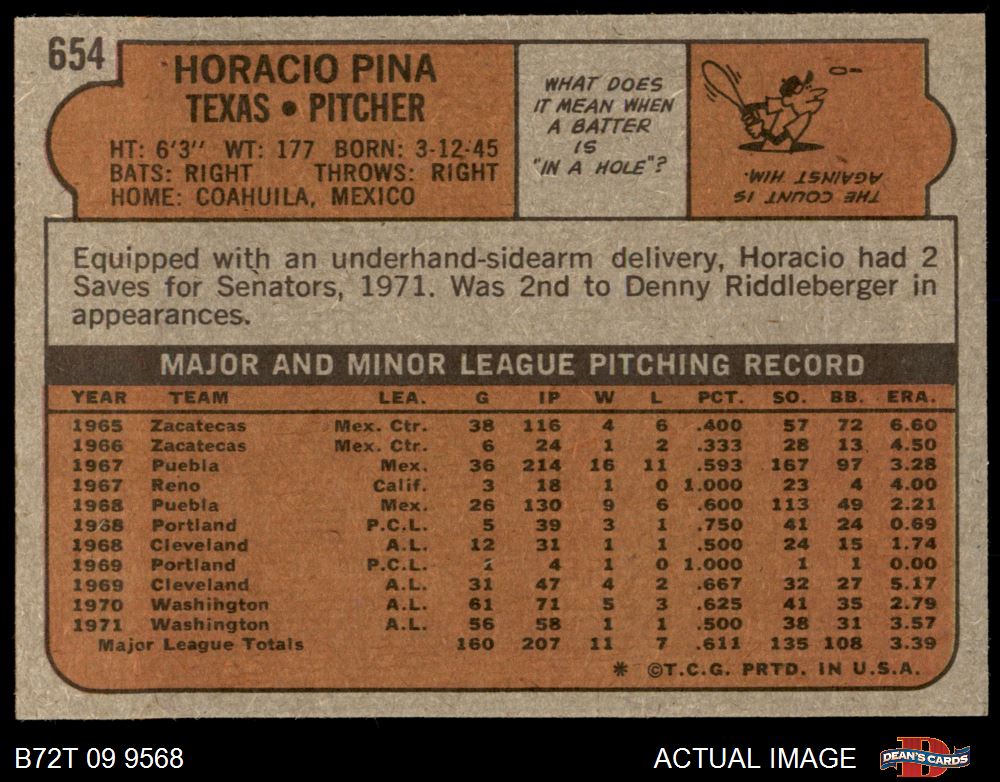 654
HORACIO PINA
TEXAS • PITCHER
HT: 6'3" WT: 177 BORN: 3-12-45
BATS: RIGHT THROWS: RIGHT
HOME: COAHUILA, MEXICO
WHAT DOES
IT MEAN WHEN
A BATTER
IS
"IN A HOLE"?
THE COUNT IS
AGAINST HIM.
Equipped with an underhand-sidearm delivery, Horacio had 2
Saves for Senators, 1971. Was 2nd to Denny Riddleberger in
appearances.
MAJOR AND MINOR LEAGUE PITCHING RECORD
YEAR TEAM LEA. G IP W L PCT. SO. BB. ERA.
1965 Zacatecas Mex. Ctr. 38 116 4 6 .400 57 72 6.60
1966 Zacatecas Mex. Ctr. 6 24 1 2 .333 28 13 4.50
1967 Puebla Mex. 36 214 16 11 .593 167 97 3.28
1967 Reno Calif. 3 18 1 0 1.000 23 4 4.00
1968 Puebla Mex. 26 130 9 6 .600 113 49 2.21
1968 Portland P.C.L. 5 39 3 1 .750 41 24 0.69
1968 Cleveland A.L. 12 31 1 1 .500 24 15 1.74
1969 Portland P.C.L. 1 4 1 0 1.000 1 1 0.00
1969 Cleveland A.L. 31 47 4 2 .667 32 27 5.17
1970 Washington A.L. 61 71 5 3 .625 41 35 2.79
1971 Washington A.L. 56 58 1 1 .500 38 31 3.57
Major League Totals 160 207 11 7 .611 135 108 3.39
* ©T.C.G. PRTD. IN U.S.A.
B72T 09 9568
ACTUAL IMAGE
D
DEAN'S CARDS